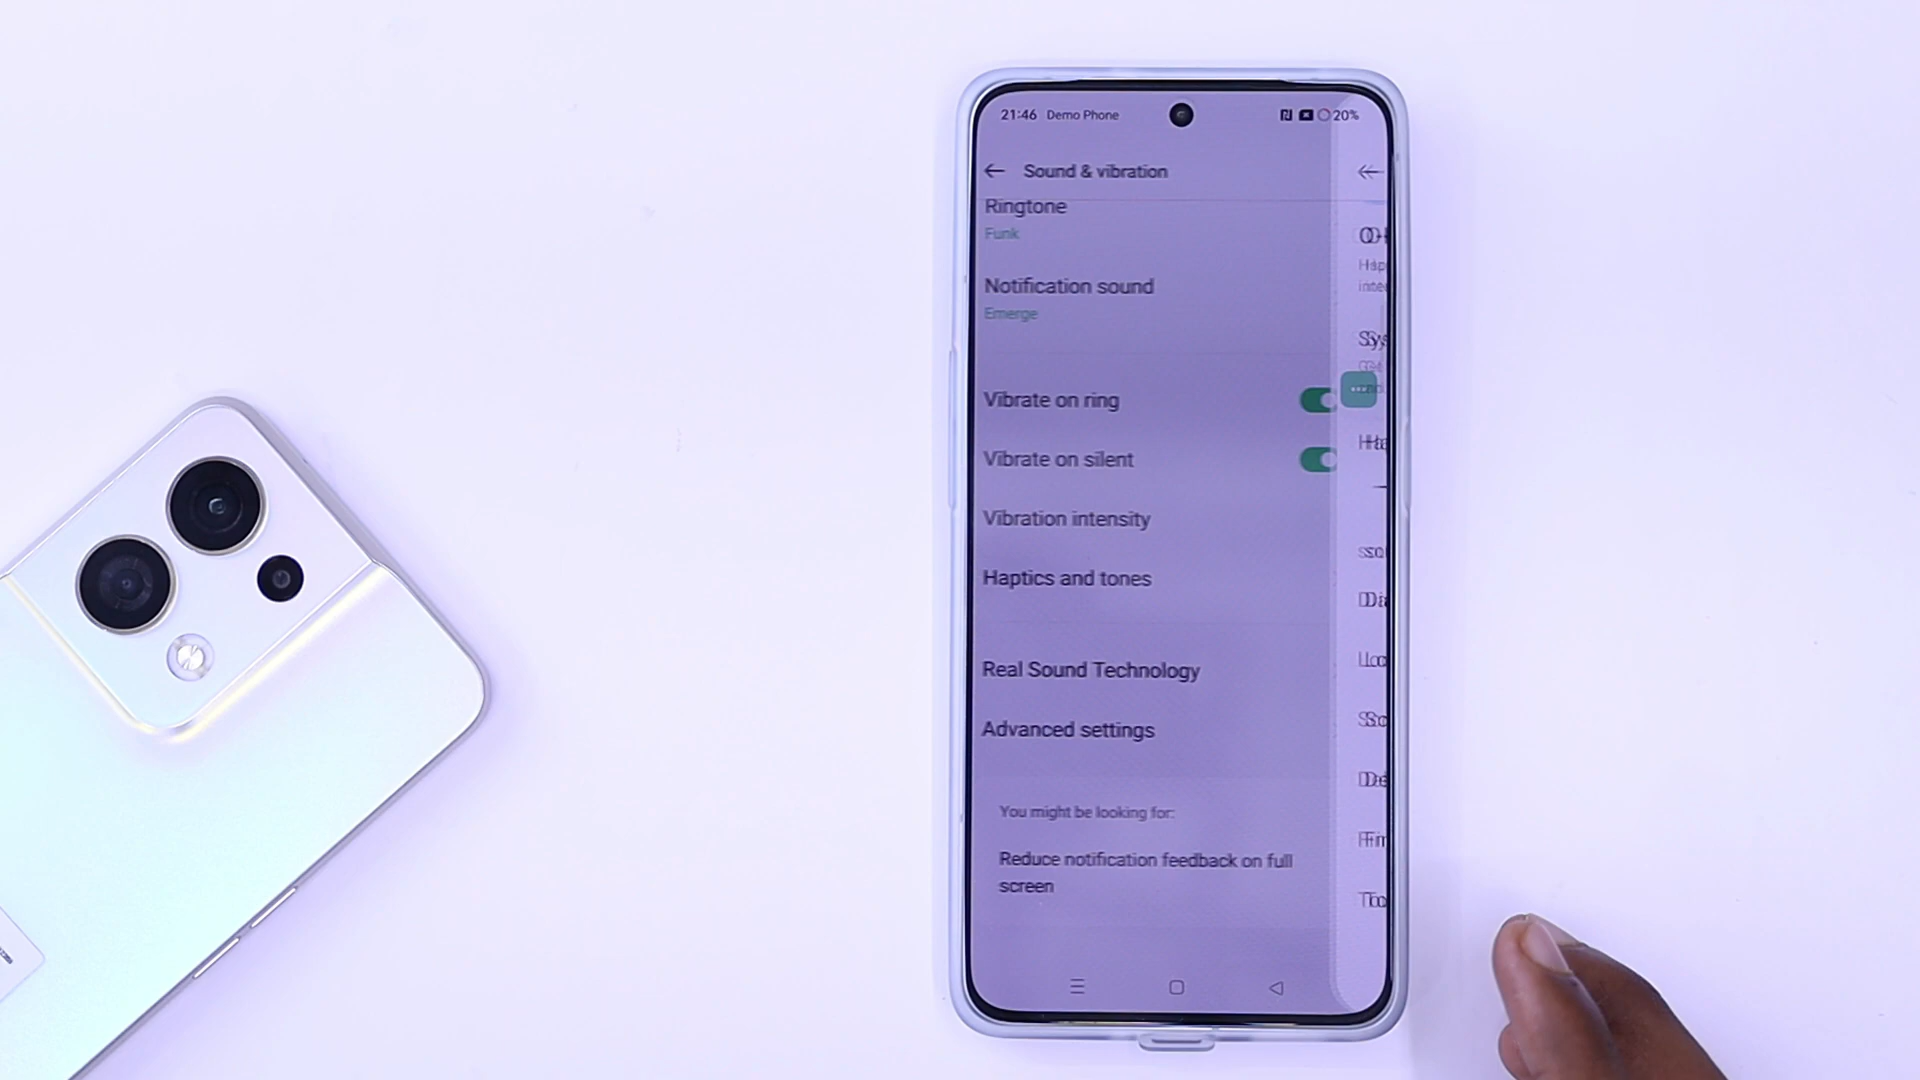 21:46 Demo Phone 20%
Sound & vibration
Ringtone
Funk
Notification sound
Emerge
Vibrate on ring
Vibrate on silent
Vibration intensity
Haptics and tones
Real Sound Technology
Advanced settings
You might be looking for:
Reduce notification feedback on full
screen